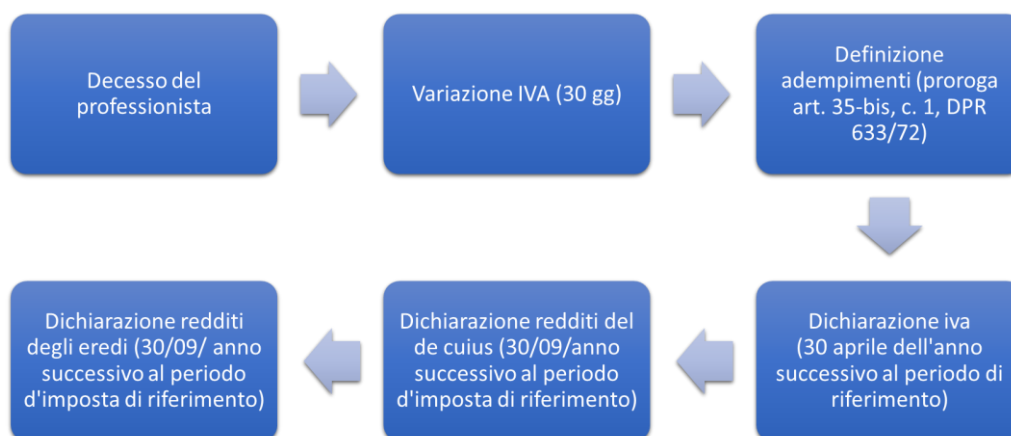 Decesso del
professionista
Variazione IVA (30 gg)
Definizione
adempimenti (proroga
art. 35-bis, c. 1, DPR
633/72)
Dichiarazione iva
(30 aprile dell'anno
successivo al periodo di
riferimento)
Dichiarazione redditi del
de cuius (30/09/anno
successivo al periodo
d'imposta di riferimento)
Dichiarazione redditi
degli eredi (30/09/ anno
successivo al periodo
d'imposta di riferimento)